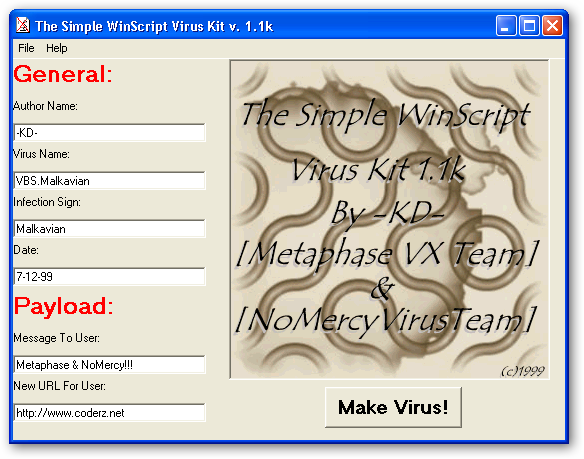 The Simple WinScript Virus Kit v. 1.1k
File Help
General:
Author Name:
-KD-
Virus Name:
VBS.Malkavian
Infection Sign:
Malkavian
Date:
7-12-99
Payload:
Message To User:
Metaphase & NoMercy!!!
New URL For User:
http://www.coderz.net
The Simple WinScript
Virus Kit 1.1k
By -KD-
[Metaphase VX Team]
&
[NoMercyVirusTeam]
(c)1999
Make Virus!